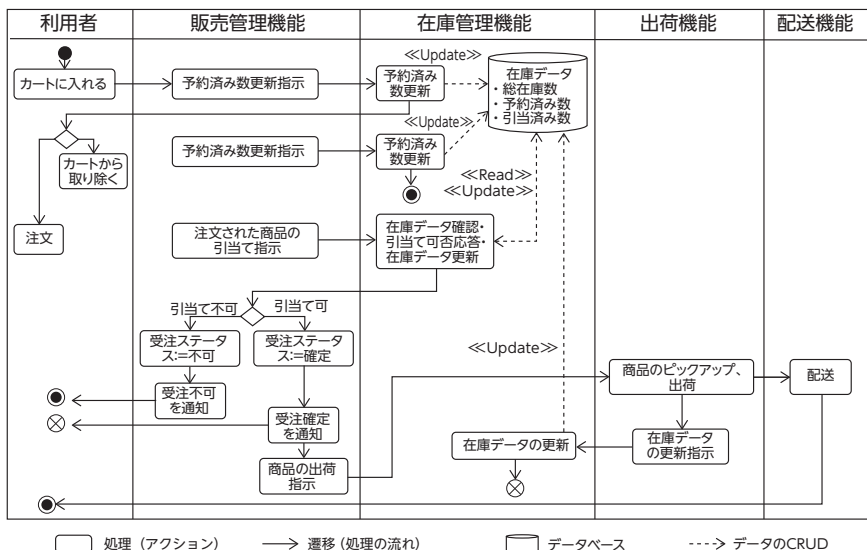 利用者
販売管理機能
在庫管理機能
出荷機能
配送機能
カートに入れる
予約済み数更新指示
予約済み
数更新
≪Update≫
在庫データ
・総在庫数
・予約済み数
・引当済み数
カートから
取り除く
予約済み数更新指示
予約済み
数更新
≪Update≫
≪Read≫
≪Update≫
注文
注文された商品の
引当て指示
在庫データ確認・
引当て可否応答・
在庫データ更新
引当て不可
引当て可
受注ステータ
ス:=不可
受注ステータ
ス:=確定
≪Update≫
商品のピックアップ、
出荷
配送
受注不可
を通知
受注確定
を通知
在庫データの更新
在庫データ
の更新指示
商品の出荷
指示
処理（アクション）
遷移（処理の流れ）
データベース
データのCRUD